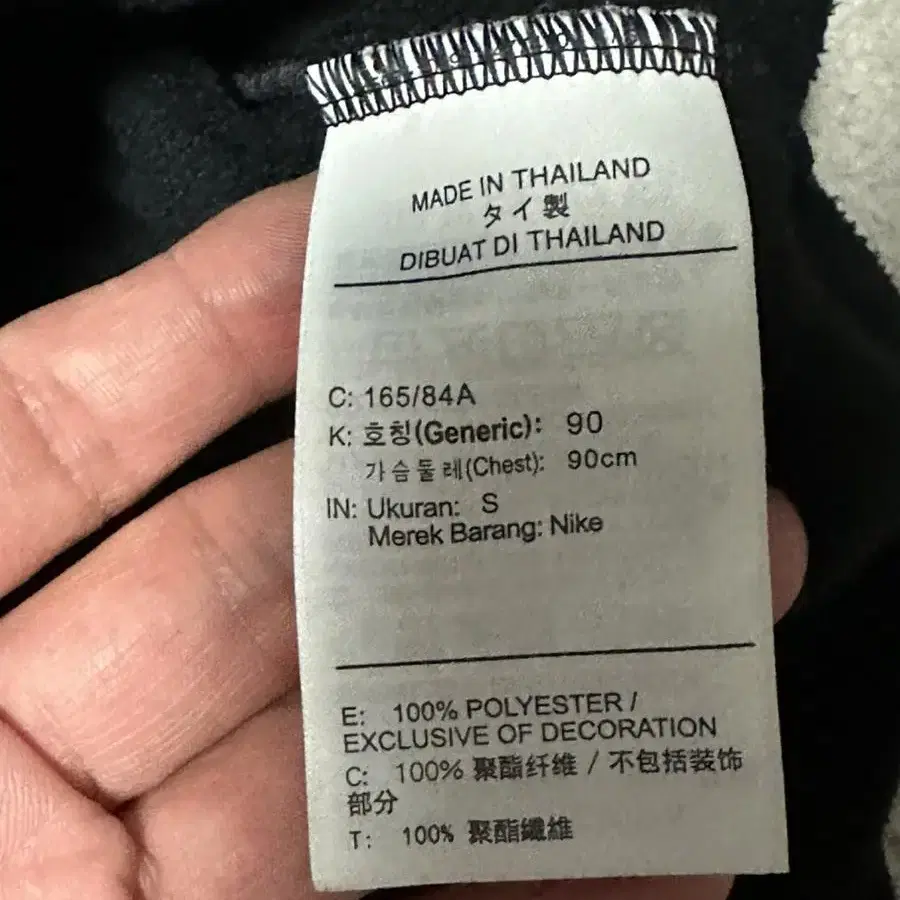 MADE IN THAILAND
タイ製
DIBUAT DI THAILAND
C: 165/84A
K: 호칭(Generic): 90
가슴둘레(Chest): 90cm
IN: Ukuran: S
Merek Barang: Nike
E: 100% POLYESTER /
EXCLUSIVE OF DECORATION
C: 100% 聚酯纤维 / 不包括装饰
部分
T: 100% 聚酯纖維